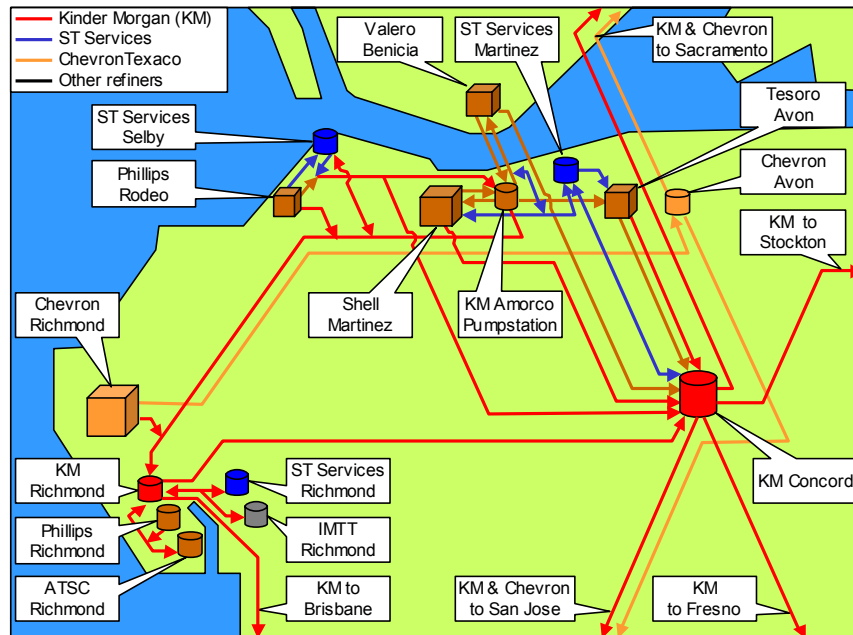 Kinder Morgan (KM)
ST Services
ChevronTexaco
Other refiners
Valero
Benicia
ST Services
Martinez
KM & Chevron
to Sacramento
ST Services
Selby
Tesoro
Avon
Phillips
Rodeo
Chevron
Avon
KM to
Stockton
Chevron
Richmond
Shell
Martinez
KM Amorco
Pumpstation
KM
Richmond
ST Services
Richmond
KM Concord
Phillips
Richmond
IMTT
Richmond
ATSC
Richmond
KM to
Brisbane
KM & Chevron
to San Jose
KM
to Fresno